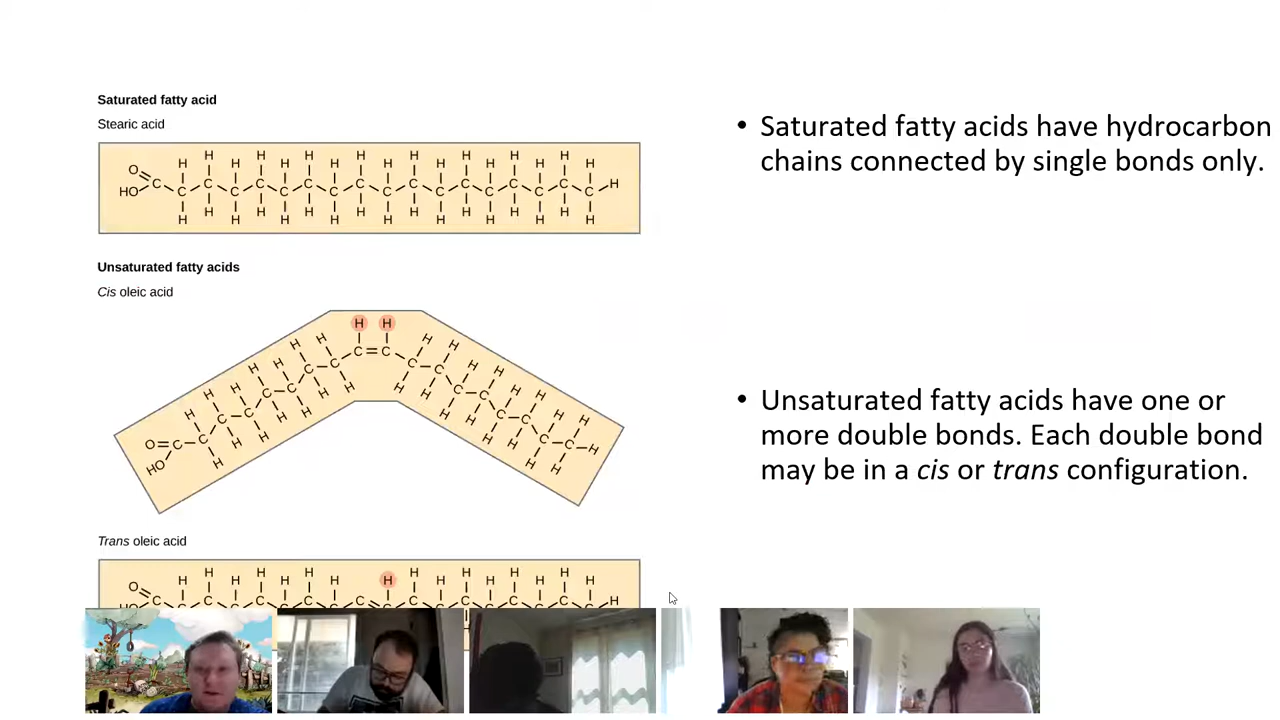 Saturated fatty acid
Stearic acid
Unsaturated fatty acids
Cis oleic acid
Trans oleic acid
• Saturated fatty acids have hydrocarbon
chains connected by single bonds only.
• Unsaturated fatty acids have one or
more double bonds. Each double bond
may be in a cis or trans configuration.